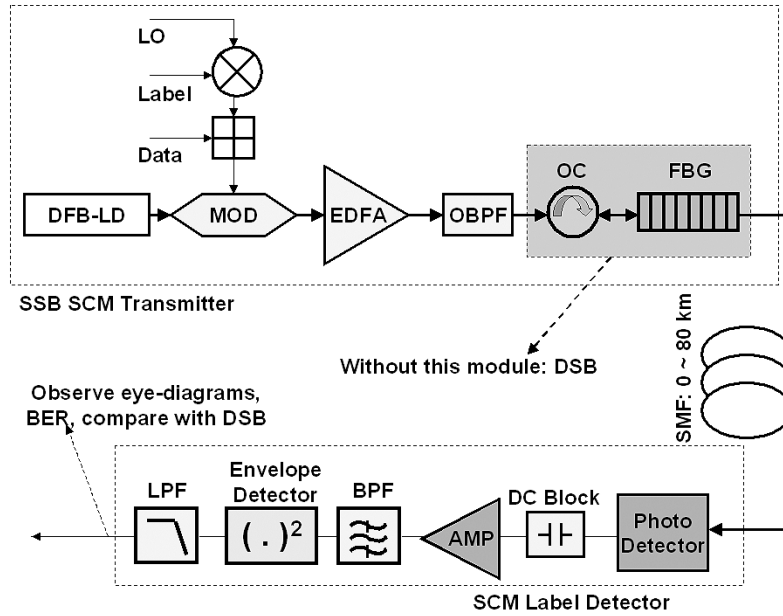 LO
Label
Data
OC
FBG
DFB-LD
MOD
EDFA
OBPF
SSB SCM Transmitter
Without this module: DSB
SMF: 0 ~ 80 km
Observe eye-diagrams,
BER, compare with DSB
LPF
Envelope
Detector
BPF
DC Block
( . )²
AMP
Photo
Detector
SCM Label Detector